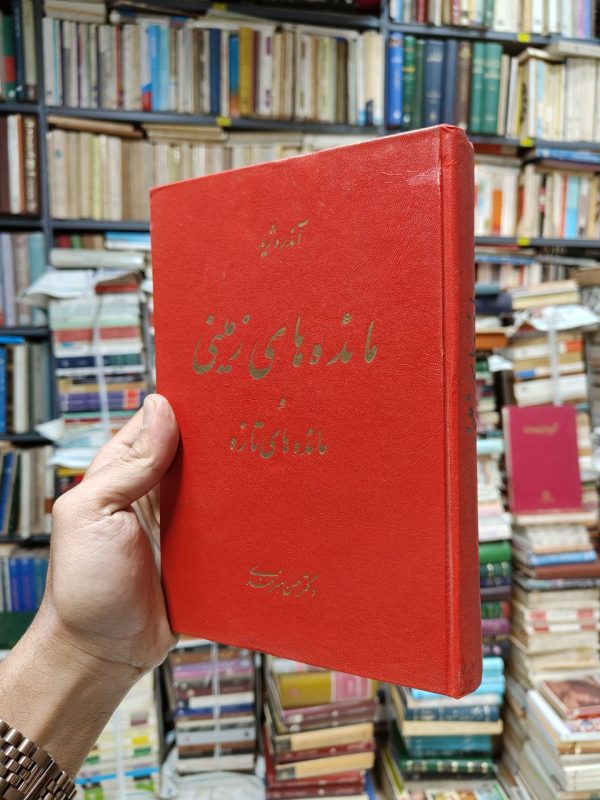 آندره ژید
مائده های زمینی
و
مائده های تازه
دکتر حسن هنرمندی